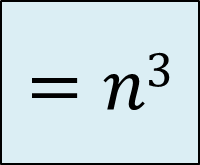 = n³